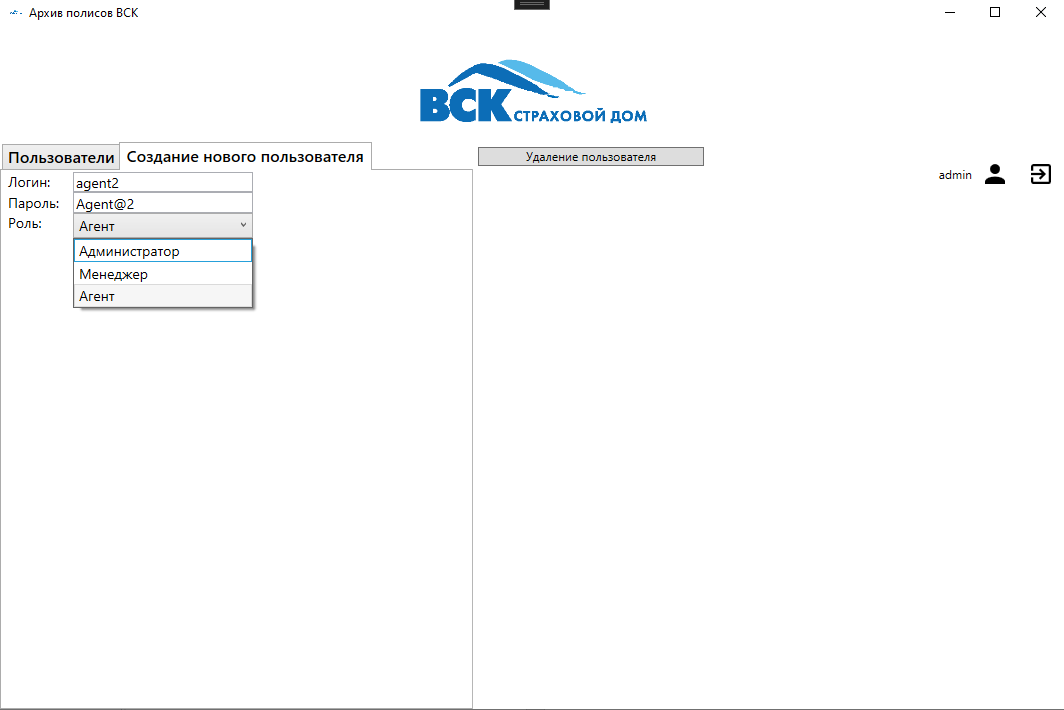 Архив полисов ВСК
ВСК СТРАХОВОЙ ДОМ
Пользователи
Создание нового пользователя
Удаление пользователя
admin
Логин: agent2
Пароль: Agent@2
Роль: Агент
Администратор
Менеджер
Агент